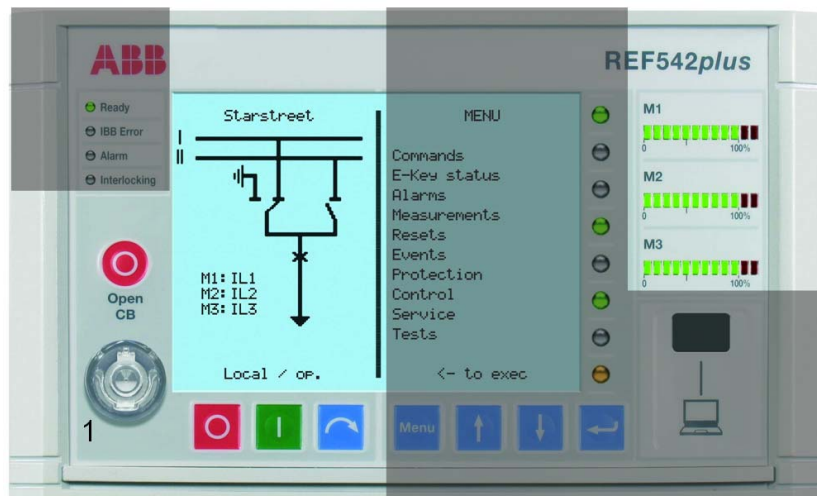 ABB
REF542plus
Ready
IBB Error
Alarm
Interlocking
Open
CB
1
Starstreet
I
II
M1: IL1
M2: IL2
M3: IL3
Local / op.
MENU
Commands
E-Key status
Alarms
Measurements
Resets
Events
Protection
Control
Service
Tests
<- to exec
M1
0 100%
M2
0 100%
M3
0 100%
Menu